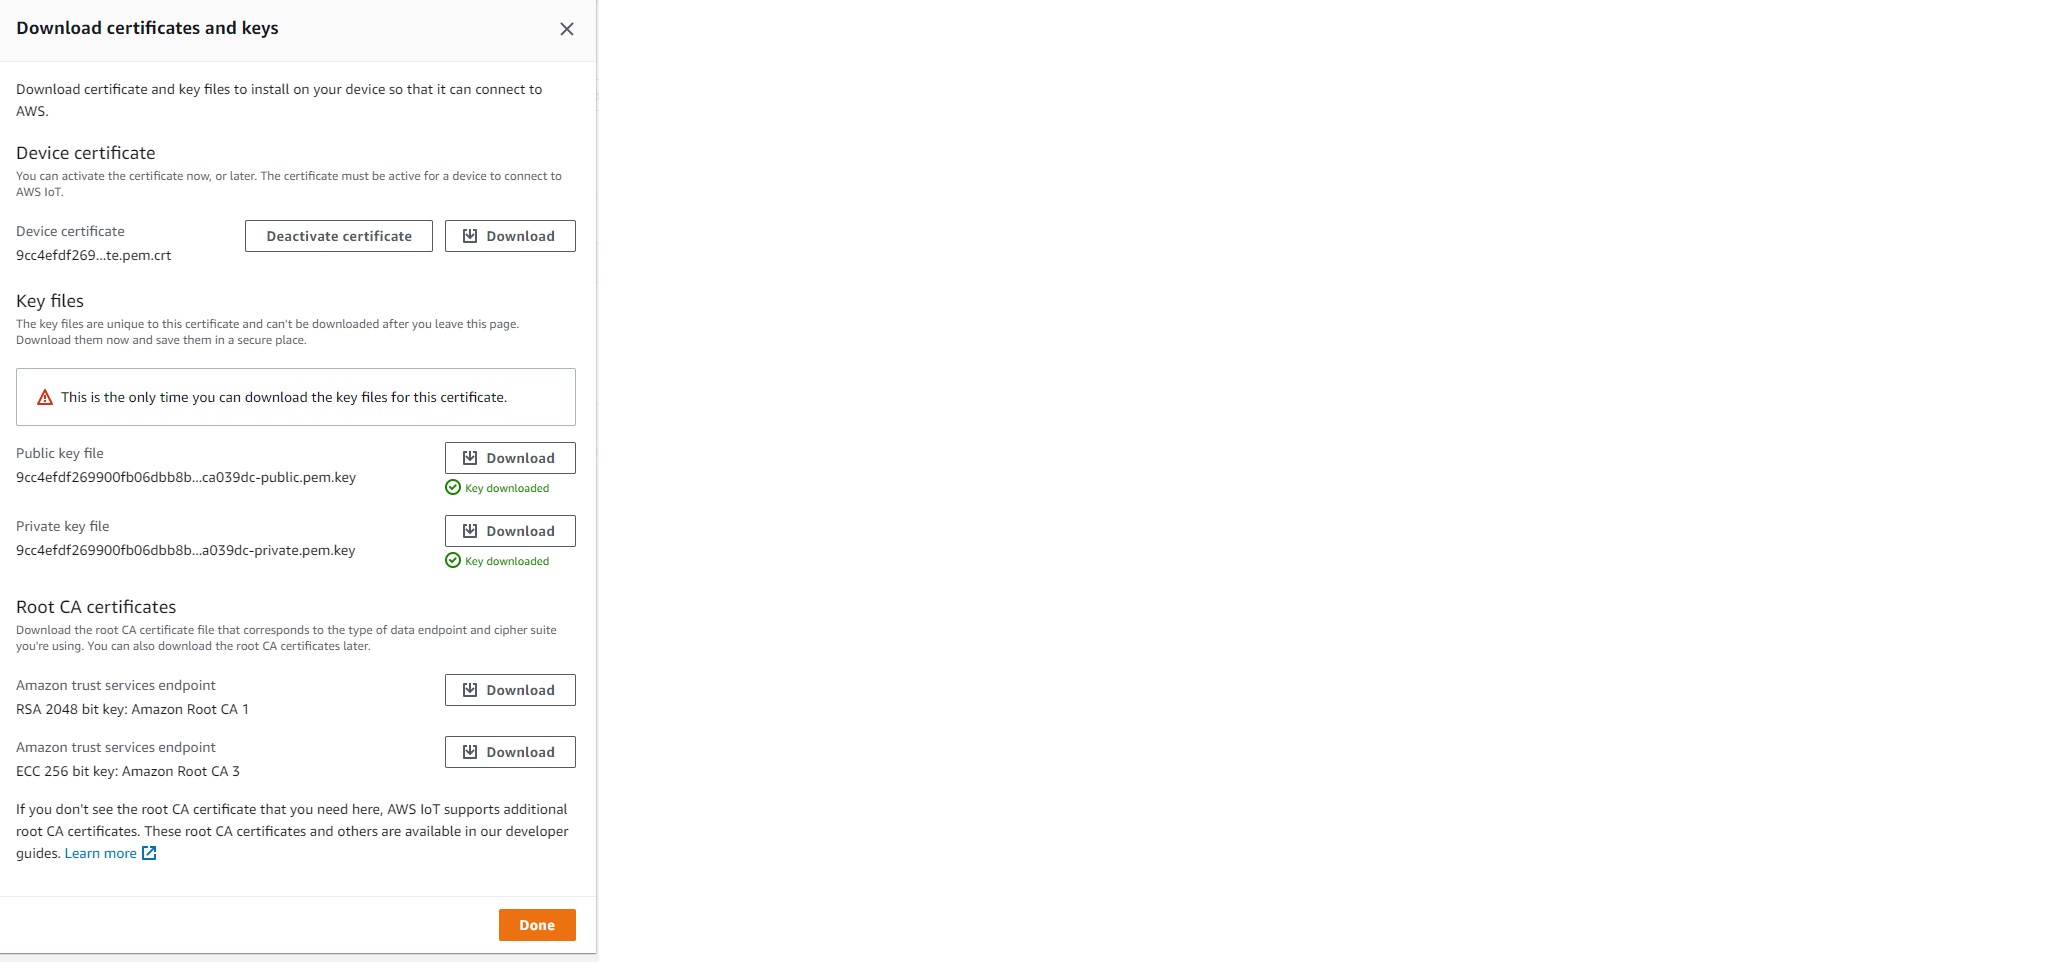 Download certificates and keys
Download certificate and key files to install on your device so that it can connect to
AWS.
Device certificate
You can activate the certificate now, or later. The certificate must be active for a device to connect to
AWS IoT.
Device certificate
9cc4efdf269...te.pem.crt
Deactivate certificate
Download
Key files
The key files are unique to this certificate and can't be downloaded after you leave this page.
Download them now and save them in a secure place.
This is the only time you can download the key files for this certificate.
Public key file
9cc4efdf269900fb06dbb8b...ca039dc-public.pem.key
Download
Key downloaded
Private key file
9cc4efdf269900fb06dbb8b...a039dc-private.pem.key
Download
Key downloaded
Root CA certificates
Download the root CA certificate file that corresponds to the type of data endpoint and cipher suite
you're using. You can also download the root CA certificates later.
Amazon trust services endpoint
RSA 2048 bit key: Amazon Root CA 1
Download
Amazon trust services endpoint
ECC 256 bit key: Amazon Root CA 3
Download
If you don't see the root CA certificate that you need here, AWS IoT supports additional
root CA certificates. These root CA certificates and others are available in our developer
guides. Learn more
Done